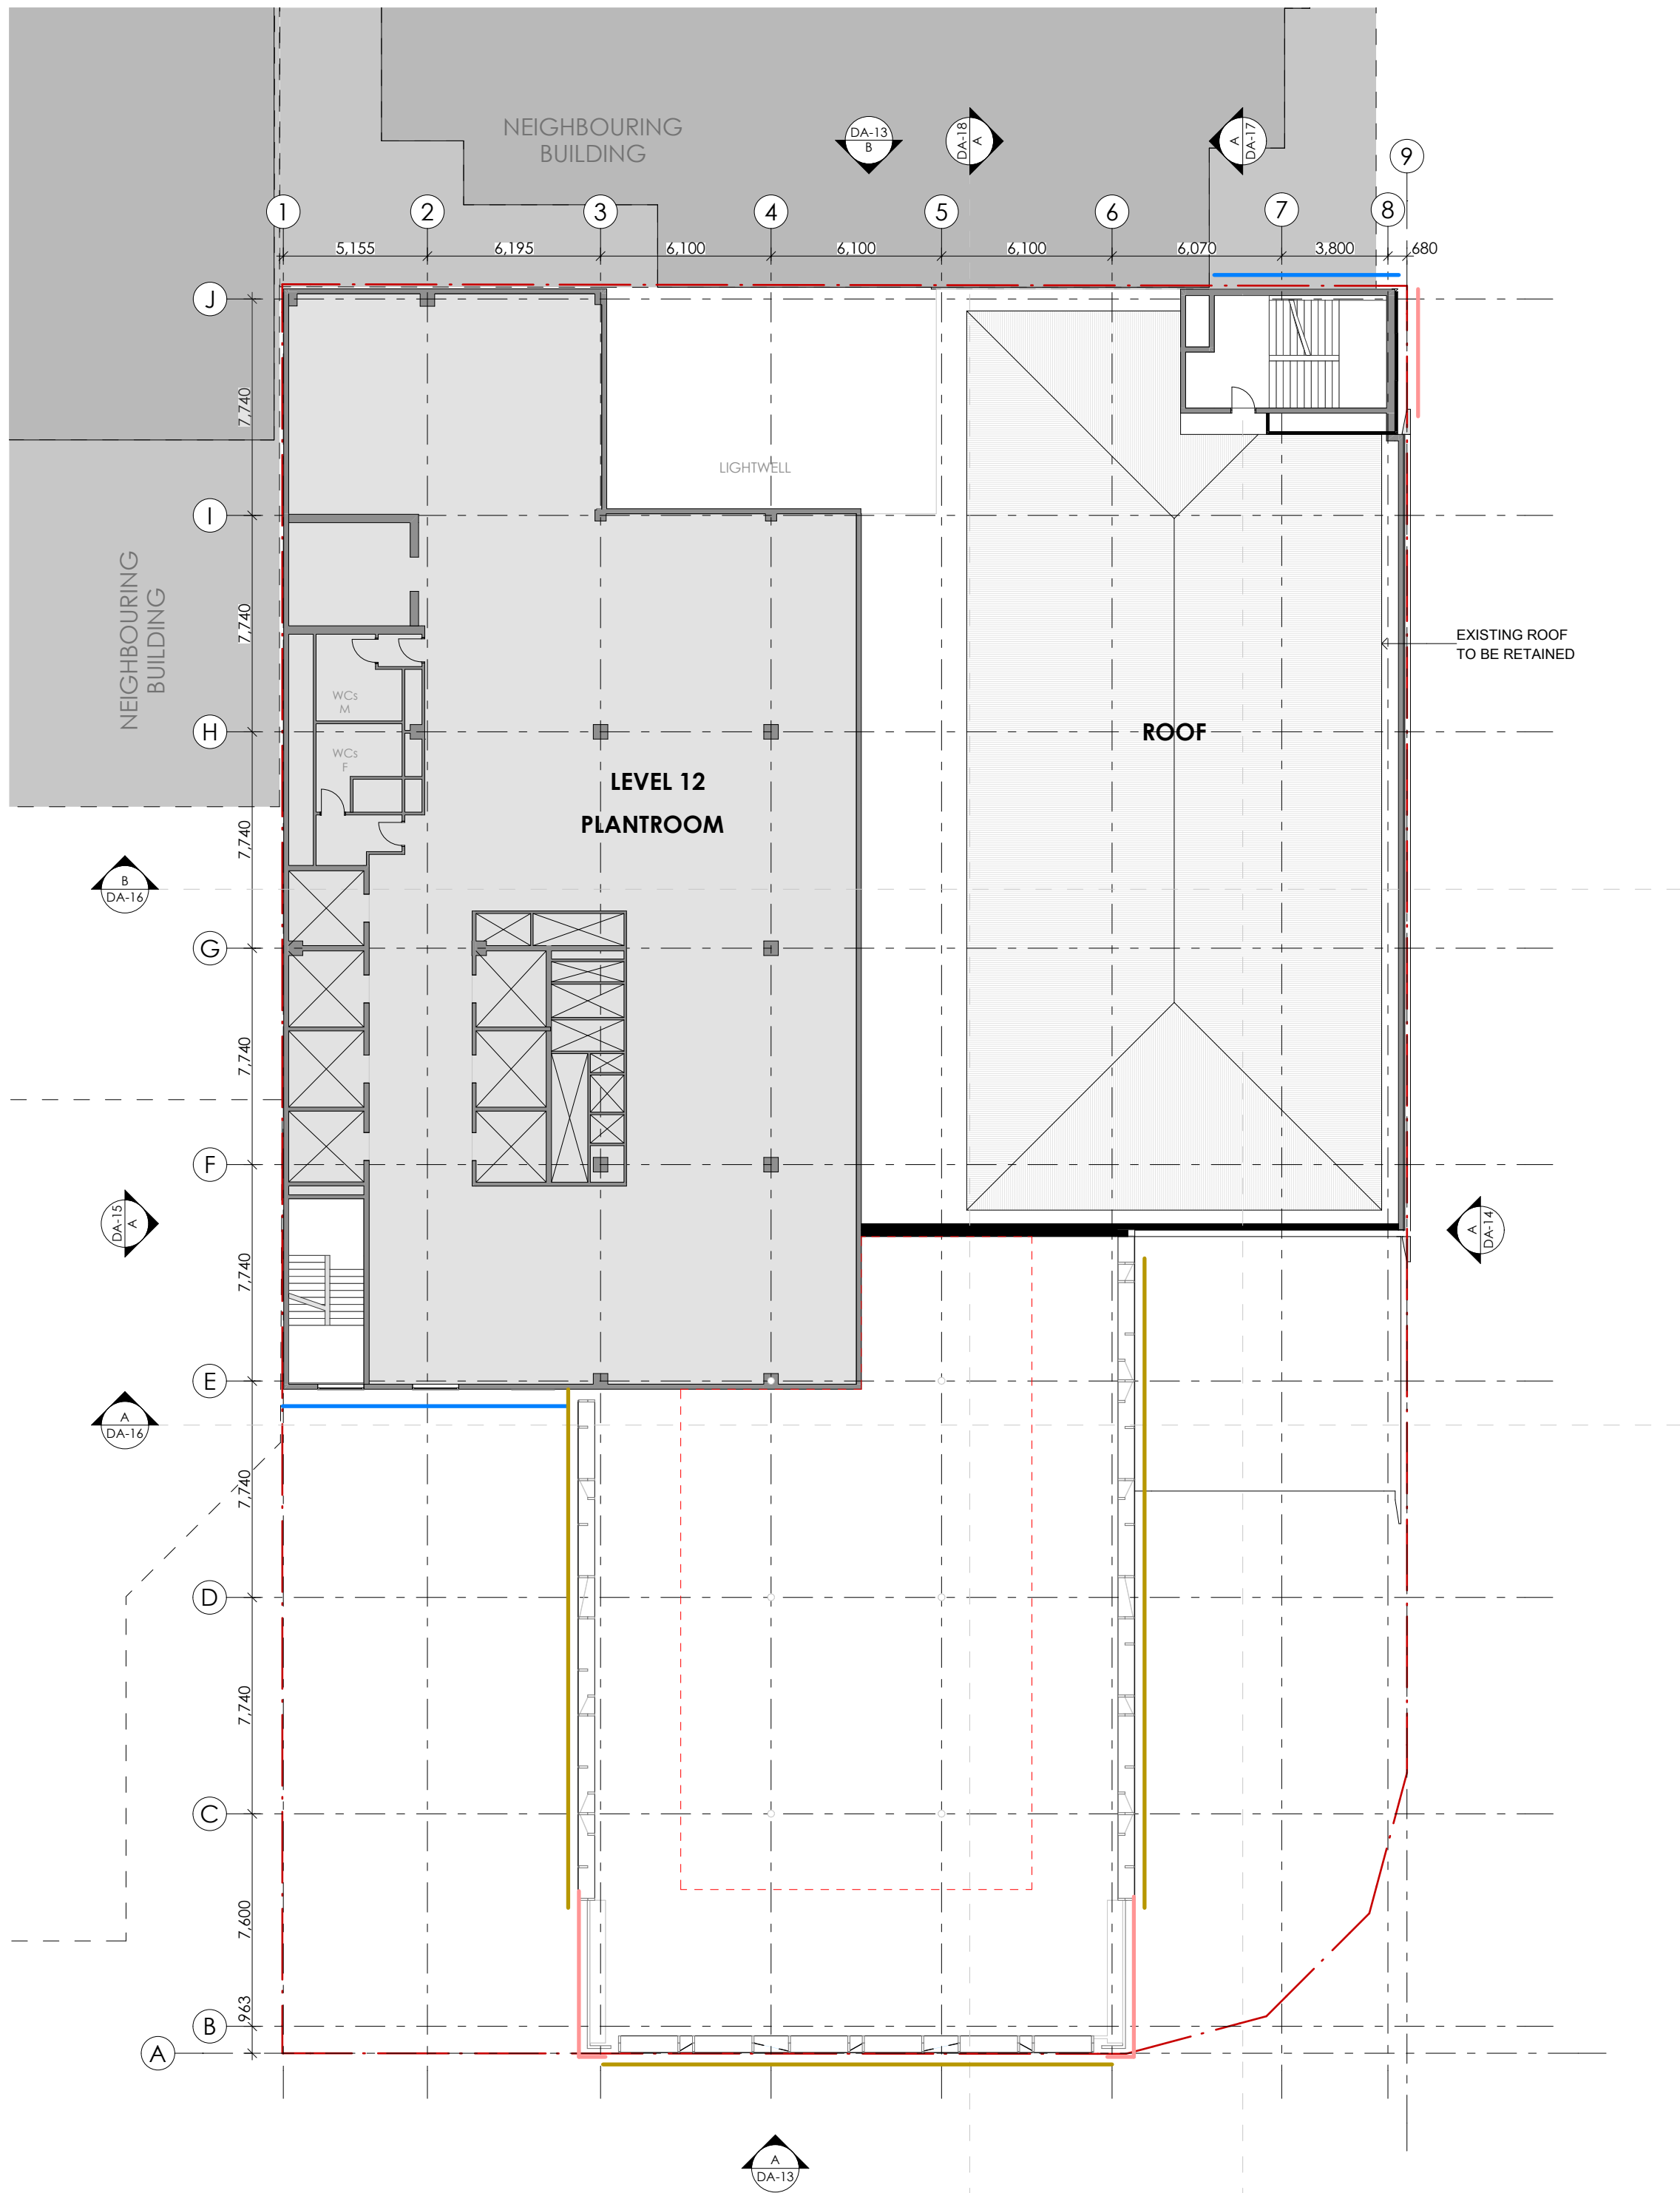 NEIGHBOURING
BUILDING
DA-13
B
DA-18
A
A
DA-17
9
1
2
3
4
5
6
7
8
5,155
6,195
6,100
6,100
6,100
6,070
3,800
680
J
7,740
LIGHTWELL
I
NEIGHBOURING
BUILDING
7,740
EXISTING ROOF
TO BE RETAINED
WCs
M
H
ROOF
WCs
F
LEVEL 12
PLANTROOM
7,740
B
DA-16
G
7,740
F
DA-15
A
A
DA-14
7,740
E
A
DA-16
7,740
D
7,740
C
7,600
963
B
A
A
DA-13